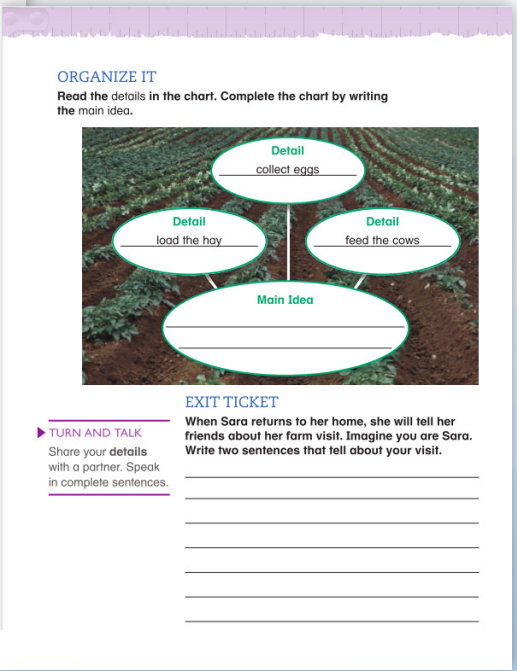 ORGANIZE IT
Read the details in the chart. Complete the chart by writing
the main idea.
Detail
collect eggs
Detail
load the hay
Detail
feed the cows
Main Idea
EXIT TICKET
When Sara returns to her home, she will tell her
friends about her farm visit. Imagine you are Sara.
Write two sentences that tell about your visit.
TURN AND TALK
Share your details
with a partner. Speak
in complete sentences.